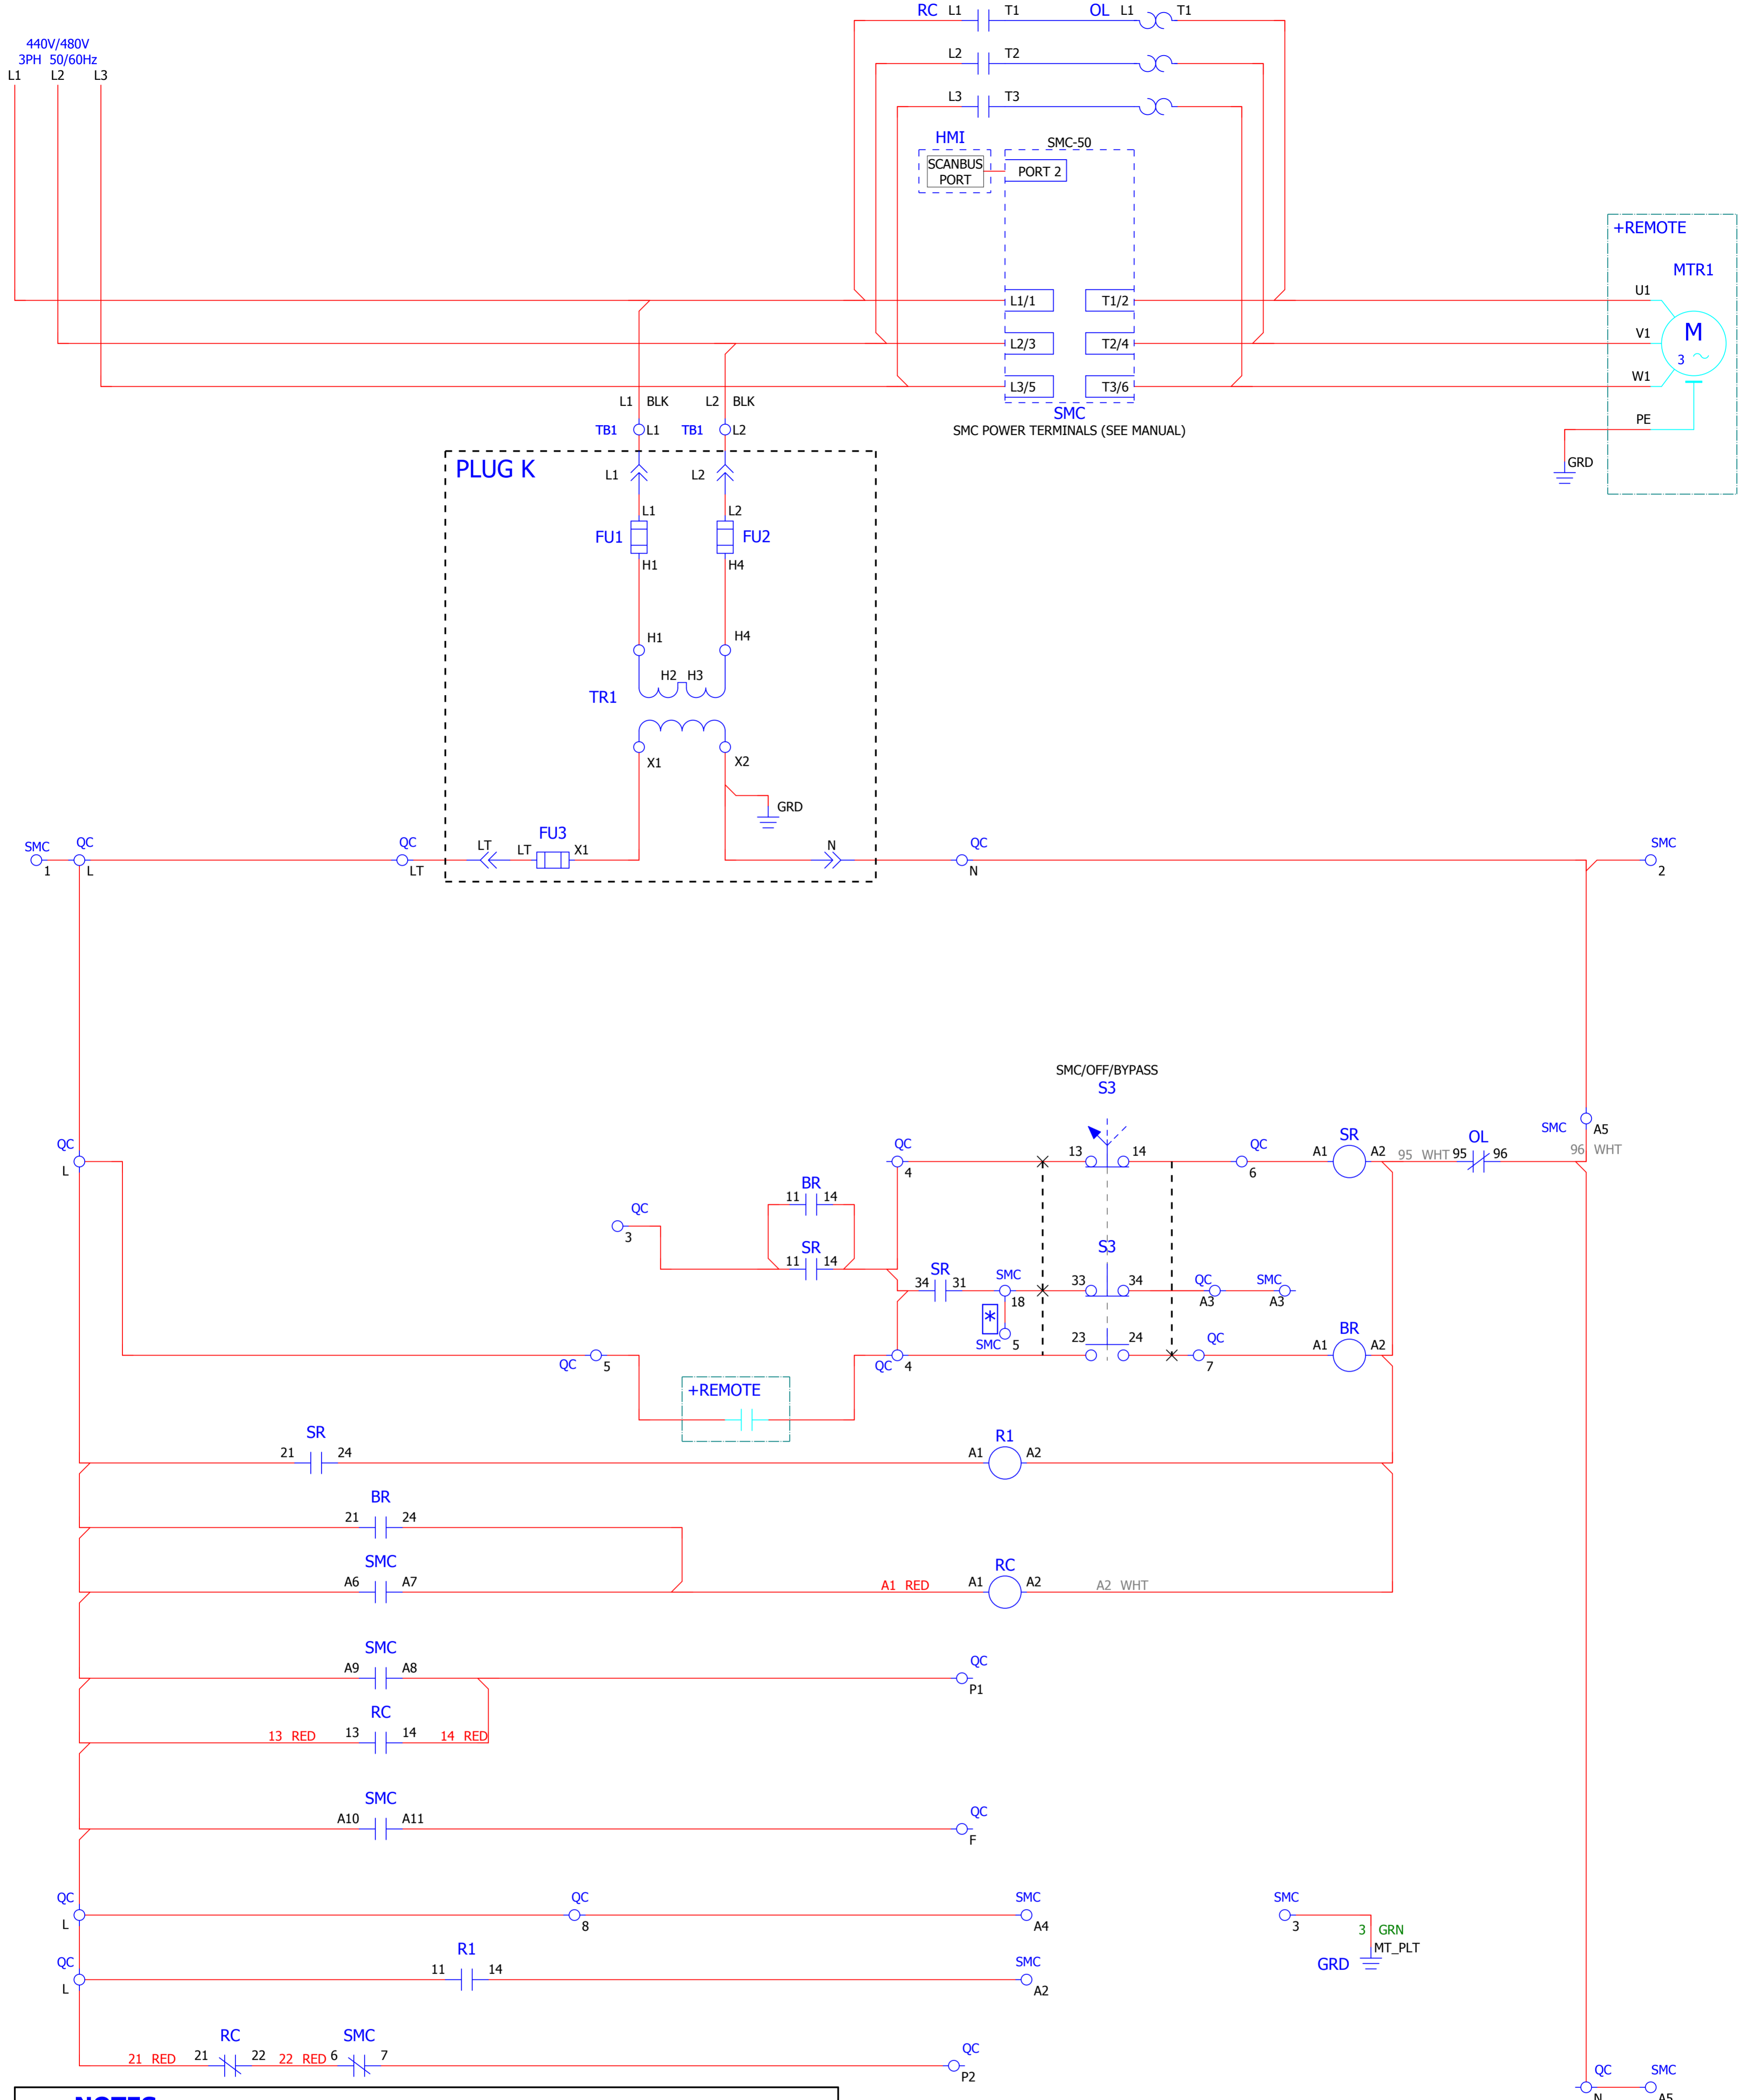 RC L1 T1 OL L1 T1
440V/480V
3PH 50/60Hz
L1 L2 L3
L2 T2
L3 T3
HMI
SMC-50
SCANBUS
PORT
PORT 2
+REMOTE
MTR1
U1
L1/1 T1/2
M
3
V1
L2/3 T2/4
W1
L3/5 T3/6
L1 BLK L2 BLK
SMC
PE
TB1 L1 TB1 L2
SMC POWER TERMINALS (SEE MANUAL)
GRD
PLUG K
L1 L2
L1 L2
FU1 FU2
H1 H4
H1 H4
H2 H3
TR1
X1 X2
GRD
FU3
SMC QC QC LT LT X1 N QC SMC
1 L LT N 2
SMC/OFF/BYPASS
S3
SMC A5
QC QC 13 14 QC SR OL
L 4 6 A1 A2 95 WHT 95 96 96 WHT
BR
11 14
QC
3
SR S3
11 14
SR SMC QC SMC
34 31 18 33 34 A3 A3
*
SMC 5 23 24 QC BR
QC 5 QC 4 7 A1 A2
+REMOTE
SR R1
21 24 A1 A2
BR
21 24
SMC RC
A6 A7 A1 RED A1 A2 A2 WHT
SMC
A9 A8 QC
P1
RC
13 RED 13 14 14 RED
SMC
A10 A11 QC
F
QC QC SMC SMC
L 8 A4 3
3 GRN
MT_PLT
GRD
QC R1 SMC
L 11 14 A2
RC SMC
21 RED 21 22 22 RED 6 7 QC
P2
QC SMC
N A5
NOTES